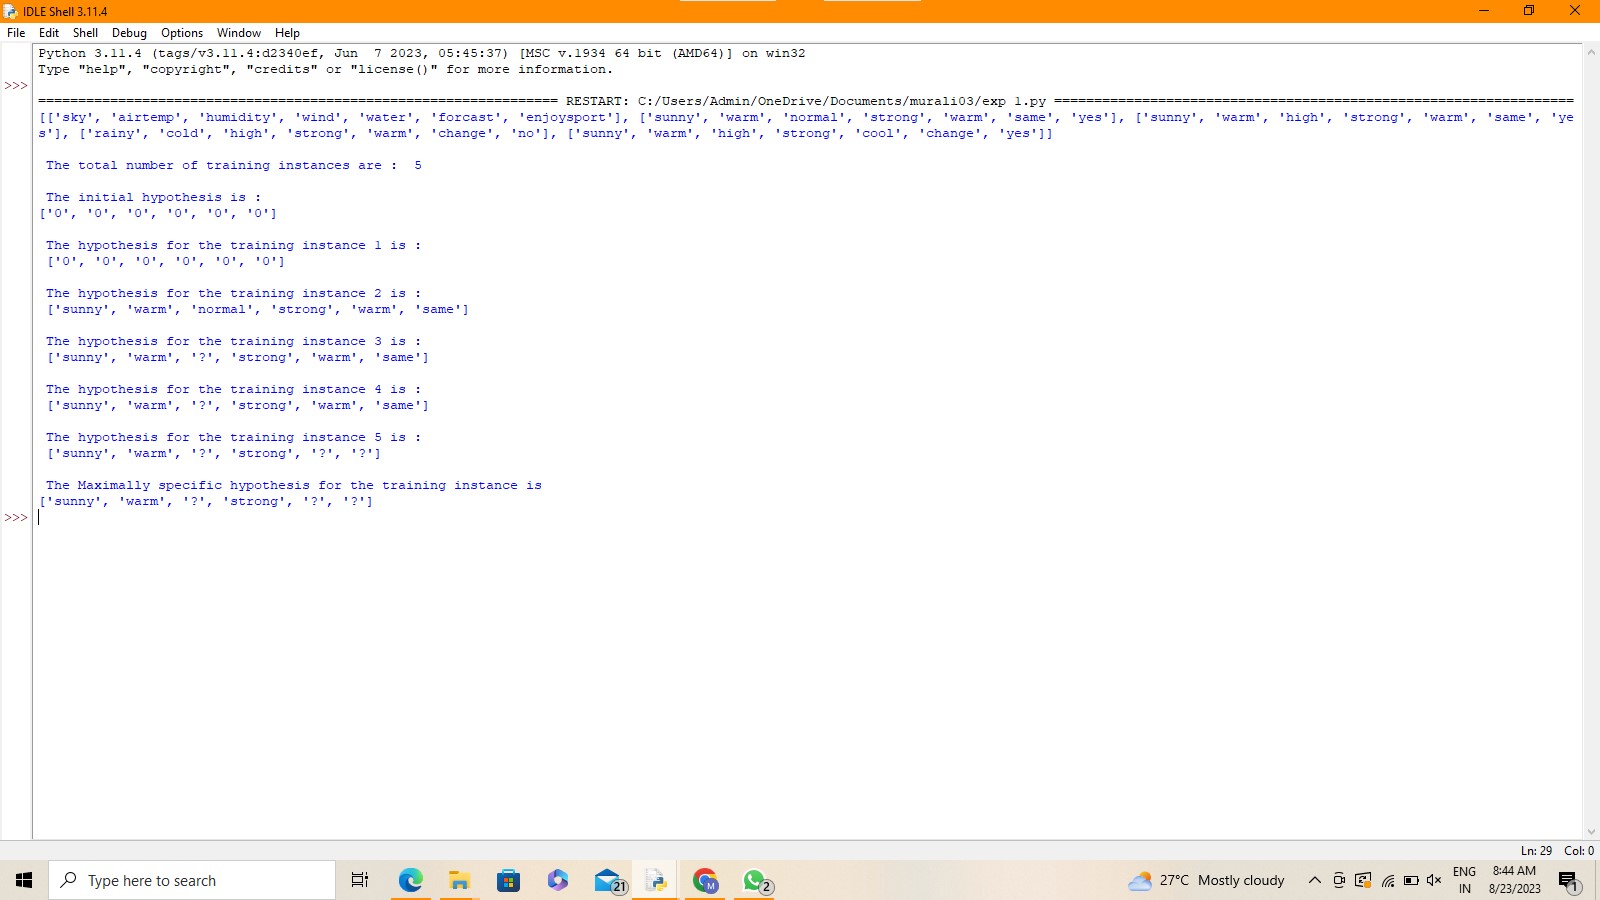 IDLE Shell 3.11.4
File Edit Shell Debug Options Window Help
Python 3.11.4 (tags/v3.11.4:d2340ef, Jun  7 2023, 05:45:37) [MSC v.1934 64 bit (AMD64)] on win32
Type "help", "copyright", "credits" or "license()" for more information.
>>>
================================================================= RESTART: C:/Users/Admin/OneDrive/Documents/murali03/exp 1.py =================================================================
[['sky', 'airtemp', 'humidity', 'wind', 'water', 'forcast', 'enjoysport'], ['sunny', 'warm', 'normal', 'strong', 'warm', 'same', 'yes'], ['sunny', 'warm', 'high', 'strong', 'warm', 'same', 'ye
s'], ['rainy', 'cold', 'high', 'strong', 'warm', 'change', 'no'], ['sunny', 'warm', 'high', 'strong', 'cool', 'change', 'yes']]
The total number of training instances are :  5
The initial hypothesis is :
['0', '0', '0', '0', '0', '0']
The hypothesis for the training instance 1 is :
['0', '0', '0', '0', '0', '0']
The hypothesis for the training instance 2 is :
['sunny', 'warm', 'normal', 'strong', 'warm', 'same']
The hypothesis for the training instance 3 is :
['sunny', 'warm', '?', 'strong', 'warm', 'same']
The hypothesis for the training instance 4 is :
['sunny', 'warm', '?', 'strong', 'warm', 'same']
The hypothesis for the training instance 5 is :
['sunny', 'warm', '?', 'strong', '?', '?']
The Maximally specific hypothesis for the training instance is
['sunny', 'warm', '?', 'strong', '?', '?']
>>>
Ln: 29 Col: 0
Type here to search 21 M 2 27°C Mostly cloudy ENG 8:44 AM
IN 8/23/2023 1